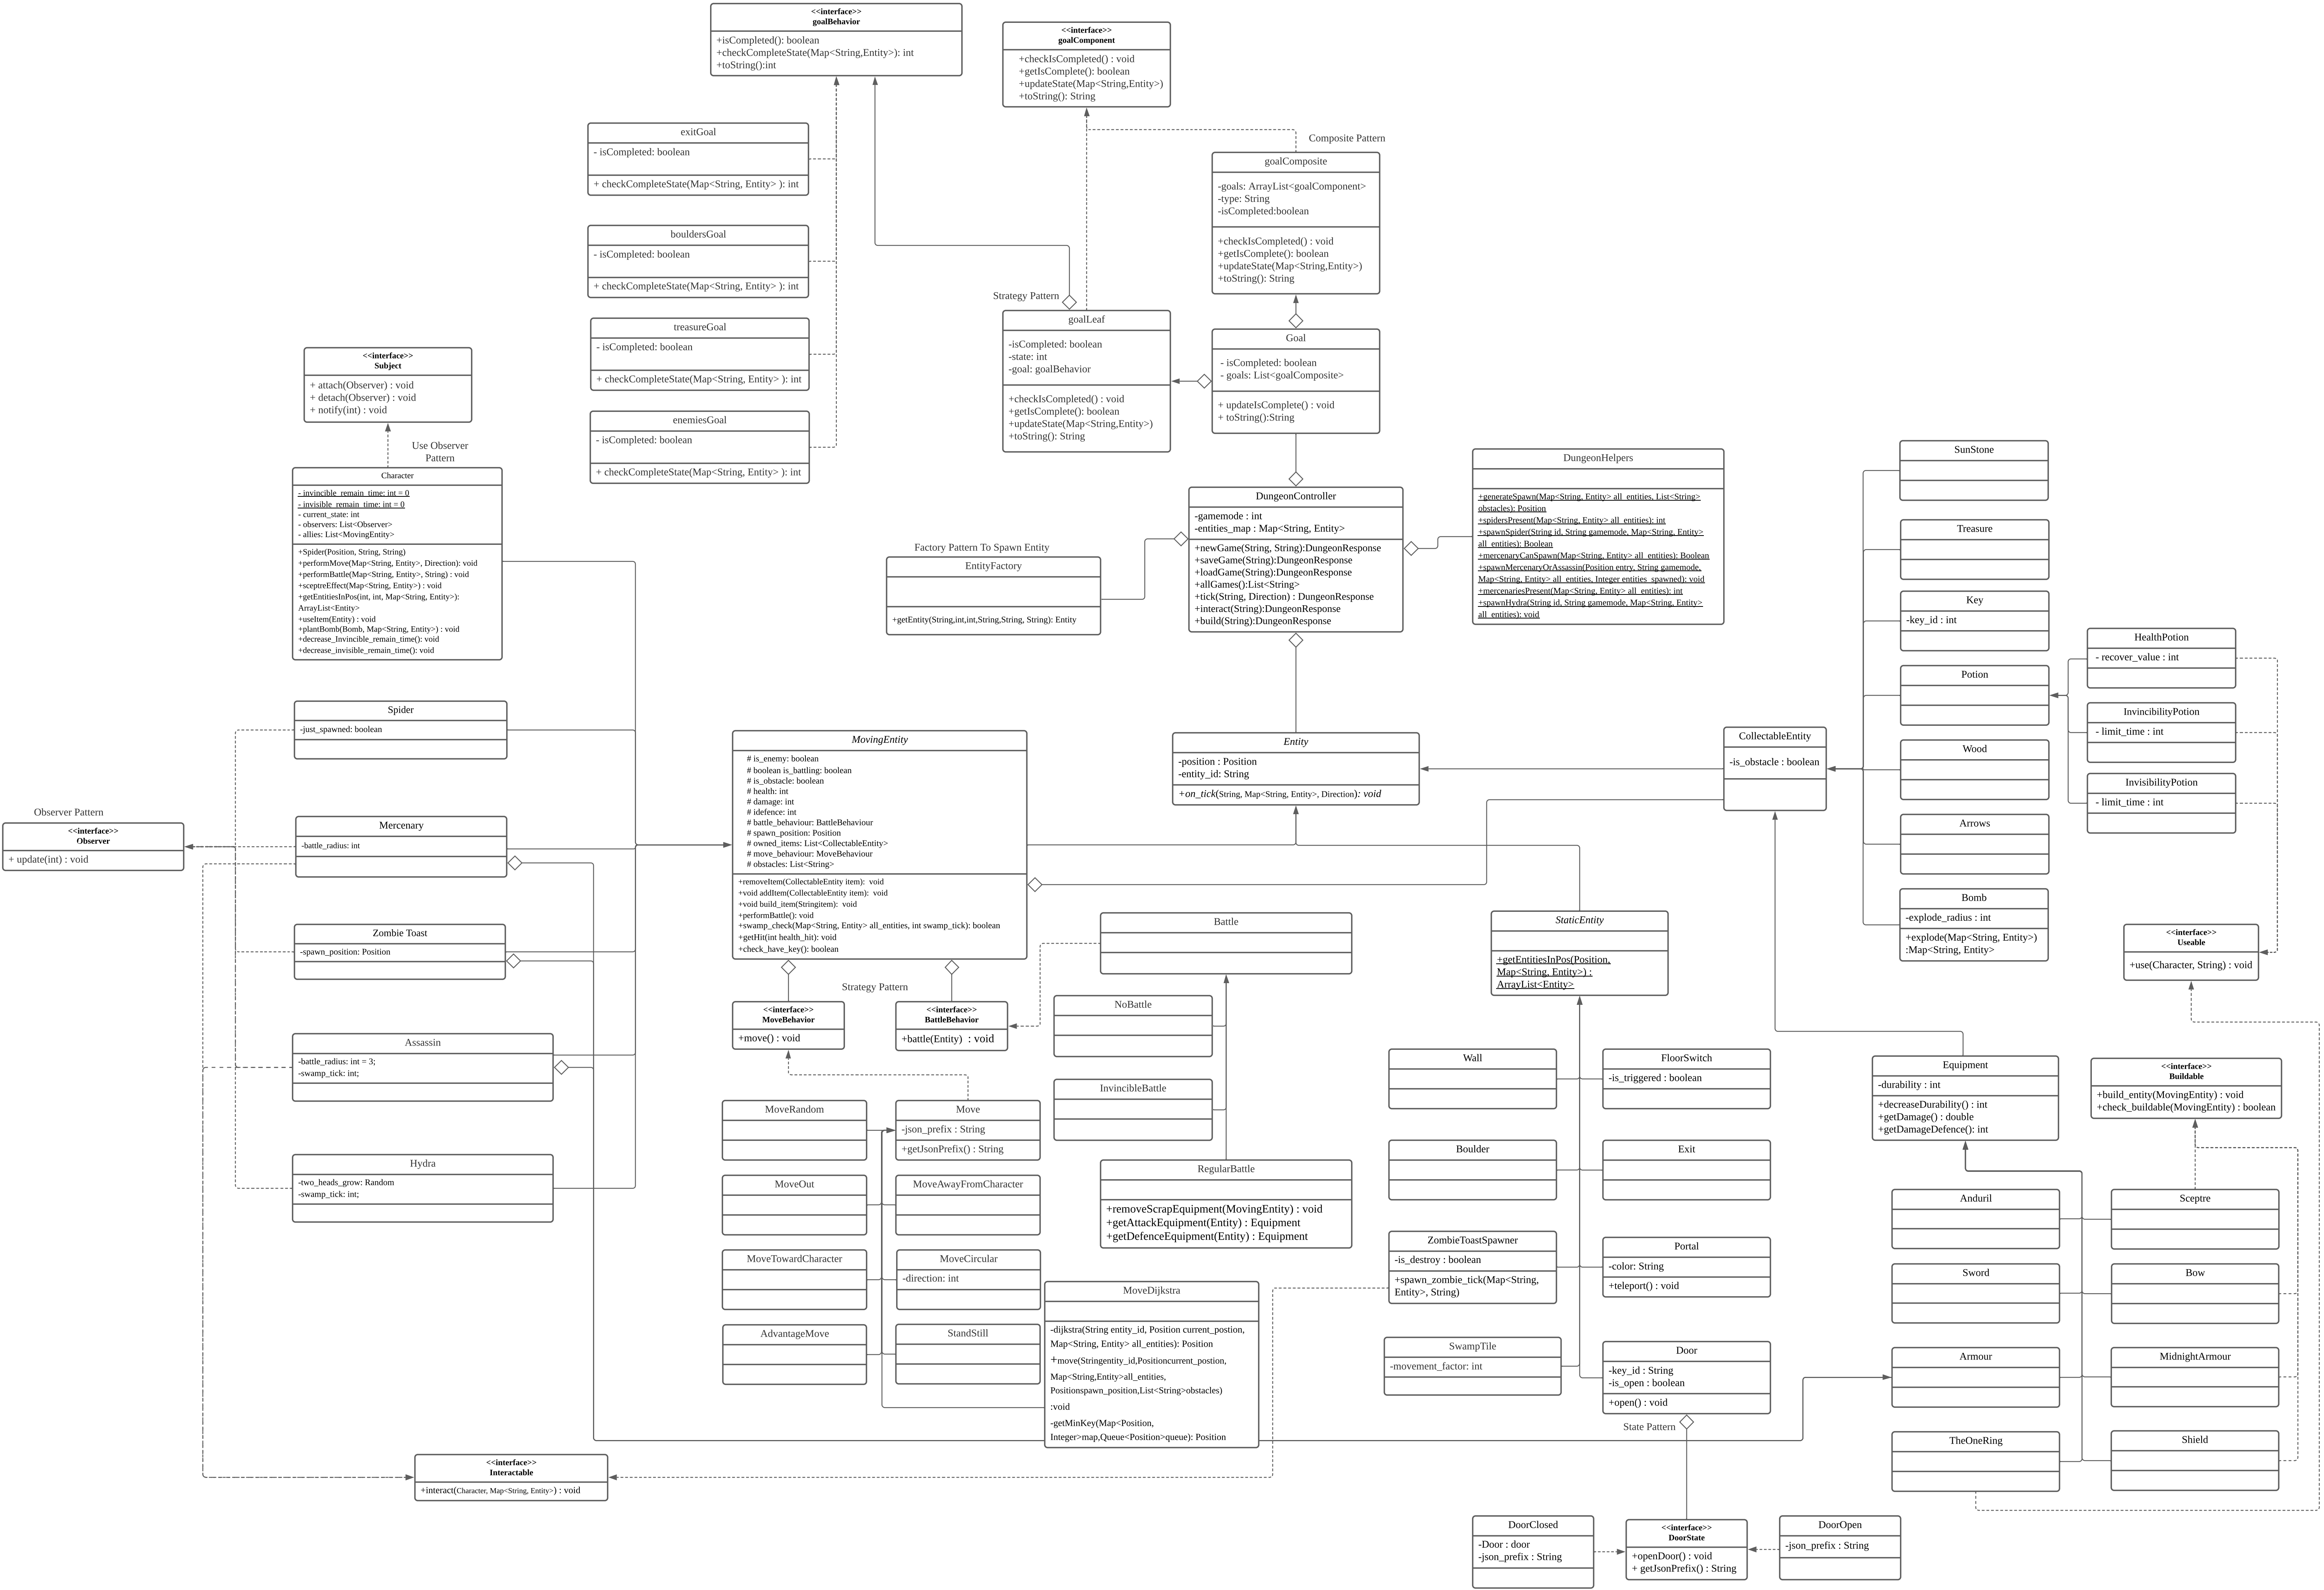 <<interface>>
goalBehavior
+isCompleted(): boolean
+checkCompleteState(Map<String,Entity>): int
+toString():int
<<interface>>
goalComponent
+checkIsCompleted() : void
+getIsComplete(): boolean
+updateState(Map<String,Entity>)
+toString(): String
exitGoal
- isCompleted: boolean
+ checkCompleteState(Map<String, Entity> ): int
Composite Pattern
goalComposite
-goals: ArrayList<goalComponent>
-type: String
-isCompleted:boolean
+checkIsCompleted() : void
+getIsComplete(): boolean
+updateState(Map<String,Entity>)
+toString(): String
bouldersGoal
- isCompleted: boolean
+ checkCompleteState(Map<String, Entity> ): int
Strategy Pattern
goalLeaf
-isCompleted: boolean
-state: int
-goal: goalBehavior
+checkIsCompleted() : void
+getIsComplete(): boolean
+updateState(Map<String,Entity>)
+toString(): String
treasureGoal
- isCompleted: boolean
+ checkCompleteState(Map<String, Entity> ): int
Goal
- isCompleted: boolean
- goals: List<goalComposite>
+ updateIsComplete() : void
+ toString():String
<<interface>>
Subject
+ attach(Observer) : void
+ detach(Observer) : void
+ notify(int) : void
enemiesGoal
- isCompleted: boolean
+ checkCompleteState(Map<String, Entity> ): int
Use Observer
Pattern
Character
- invincible_remain_time: int = 0
- invisible_remain_time: int = 0
- current_state: int
- observers: List<Observer>
- allies: List<MovingEntity>
+Spider(Position, String, String)
+performMove(Map<String, Entity>, Direction): void
+performBattle(Map<String, Entity>, String) : void
+sceptreEffect(Map<String, Entity>) : void
+getEntitiesInPos(int, int, Map<String, Entity>):
ArrayList<Entity>
+useItem(Entity) : void
+plantBomb(Bomb, Map<String, Entity>) : void
+decrease_Invincible_remain_time(): void
+decrease_invisible_remain_time(): void
Factory Pattern To Spawn Entity
EntityFactory
+getEntity(String,int,int,String,String, String): Entity
DungeonController
-gamemode : int
-entities_map : Map<String, Entity>
+newGame(String, String):DungeonResponse
+saveGame(String):DungeonResponse
+loadGame(String):DungeonResponse
+allGames():List<String>
+tick(String, Direction) : DungeonResponse
+interact(String):DungeonResponse
+build(String):DungeonResponse
DungeonHelpers
+generateSpawn(Map<String, Entity> all_entities, List<String>
obstacles): Position
+spidersPresent(Map<String, Entity> all_entities): int
+spawnSpider(String id, String gamemode, Map<String, Entity>
all_entities): Boolean
+mercenaryCanSpawn(Map<String, Entity> all_entities): Boolean
+spawnMercenaryOrAssassin(Position entry, String gamemode,
Map<String, Entity> all_entities, Integer entities_spawned): void
+mercenariesPresent(Map<String, Entity> all_entities): int
+spawnHydra(String id, String gamemode, Map<String, Entity>
all_entities): void
SunStone
Treasure
Key
-key_id : int
Potion
Wood
Arrows
Bomb
-explode_radius : int
+explode(Map<String, Entity>)
:Map<String, Entity>
HealthPotion
- recover_value : int
InvincibilityPotion
- limit_time : int
InvisibilityPotion
- limit_time : int
<<interface>>
Useable
+use(Character, String) : void
Spider
-just_spawned: boolean
Observer Pattern
<<interface>>
Observer
+ update(int) : void
Mercenary
-battle_radius: int
Zombie Toast
-spawn_position: Position
Assassin
-battle_radius: int = 3;
-swamp_tick: int;
Hydra
-two_heads_grow: Random
-swamp_tick: int;
MovingEntity
# is_enemy: boolean
# boolean is_battling: boolean
# is_obstacle: boolean
# health: int
# damage: int
# idefence: int
# battle_behaviour: BattleBehaviour
# spawn_position: Position
# owned_items: List<CollectableEntity>
# move_behaviour: MoveBehaviour
# obstacles: List<String>
+removeItem(CollectableEntity item):  void
+void addItem(CollectableEntity item):  void
+void build_item(Stringitem):  void
+performBattle(): void
+swamp_check(Map<String, Entity> all_entities, int swamp_tick): boolean
+getHit(int health_hit): void
+check_have_key(): boolean
Entity
-position : Position
-entity_id: String
+on_tick(String, Map<String, Entity>, Direction): void
CollectableEntity
-is_obstacle : boolean
Strategy Pattern
<<interface>>
MoveBehavior
+move() : void
<<interface>>
BattleBehavior
+battle(Entity)  : void
Battle
NoBattle
InvincibleBattle
RegularBattle
+removeScrapEquipment(MovingEntity) : void
+getAttackEquipment(Entity) : Equipment
+getDefenceEquipment(Entity) : Equipment
StaticEntity
+getEntitiesInPos(Position,
Map<String, Entity>) :
ArrayList<Entity>
MoveRandom
Move
-json_prefix : String
+getJsonPrefix() : String
MoveOut
MoveAwayFromCharacter
MoveTowardCharacter
MoveCircular
-direction: int
AdvantageMove
StandStill
MoveDijkstra
-dijkstra(String entity_id, Position current_postion,
Map<String, Entity> all_entities): Position
+move(Stringentity_id,Positioncurrent_postion,
Map<String,Entity>all_entities,
Positionspawn_position,List<String>obstacles)
:void
-getMinKey(Map<Position,
Integer>map,Queue<Position>queue): Position
Wall
FloorSwitch
-is_triggered : boolean
Boulder
Exit
ZombieToastSpawner
-is_destroy : boolean
+spawn_zombie_tick(Map<String,
Entity>, String)
Portal
-color: String
+teleport() : void
SwampTile
-movement_factor: int
Door
-key_id : String
-is_open : boolean
+open() : void
State Pattern
Equipment
-durability : int
+decreaseDurability() : int
+getDamage() : double
+getDamageDefence(): int
<<interface>>
Buildable
+build_entity(MovingEntity) : void
+check_buildable(MovingEntity) : boolean
Anduril
Sceptre
Sword
Bow
Armour
MidnightArmour
TheOneRing
Shield
<<interface>>
Interactable
+interact(Character, Map<String, Entity>) : void
DoorClosed
-Door : door
-json_prefix : String
<<interface>>
DoorState
+openDoor() : void
+ getJsonPrefix() : String
DoorOpen
-json_prefix : String